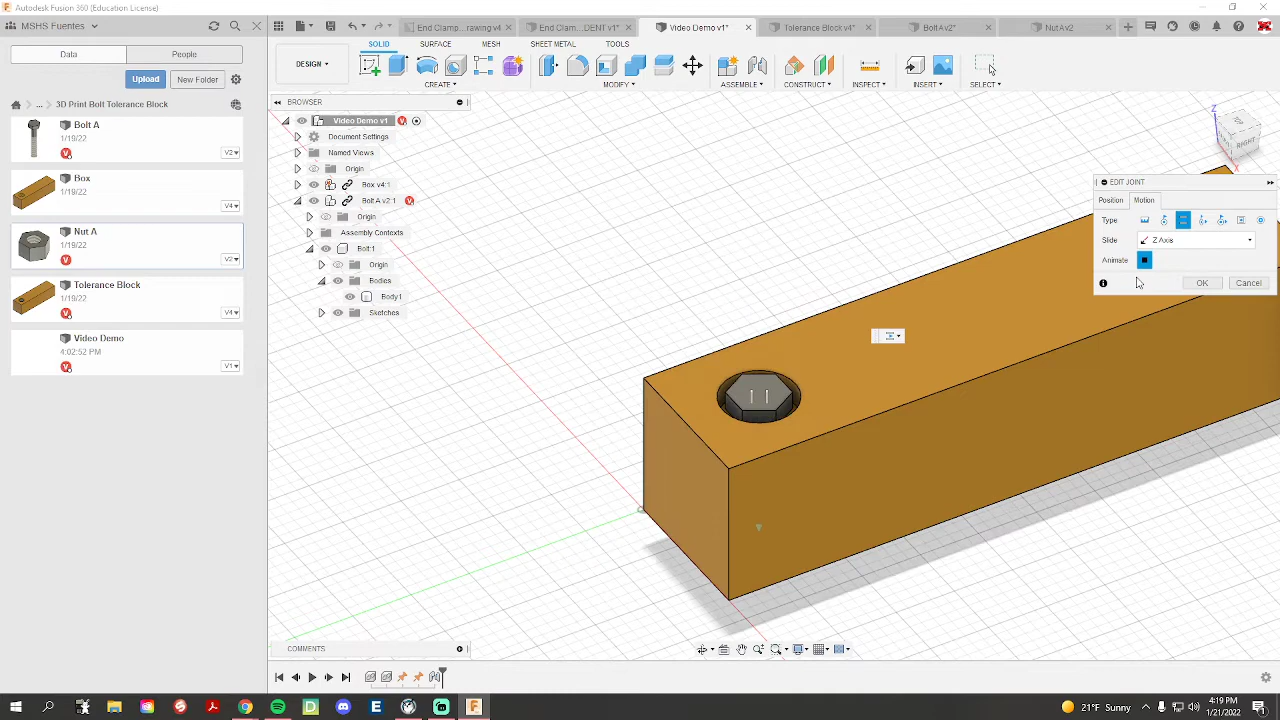 Autodesk Fusion 360 (Education License)
MSHS Fusties
End Clamp...rawing v4
End Clam...DENT v1*
Video Demo v1*
Tolerance Block v4*
Bolt A v2*
Nut A v2
Data
People
Upload
New Folder
... 3D Print Bolt Tolerance Block
Bolt A
1/19/22
V2
Box
1/19/22
V4
Nut A
1/19/22
V2
Tolerance Block
1/19/22
V4
Video Demo
4:02:52 PM
V1
SOLID
SURFACE
MESH
SHEET METAL
TOOLS
DESIGN
CREATE
MODIFY
ASSEMBLE
CONSTRUCT
INSPECT
INSERT
SELECT
BROWSER
Video Demo v1
Document Settings
Named Views
Origin
Box v4:1
Bolt A v2:1
Origin
Assembly Contexts
Bolt:1
Origin
Bodies
Body1
Sketches
Z
RIGHT
X
EDIT JOINT
Position
Motion
Type
Slide
Z Axis
Animate
OK
Cancel
COMMENTS
21°F Sunny
4:19 PM
1/21/2022